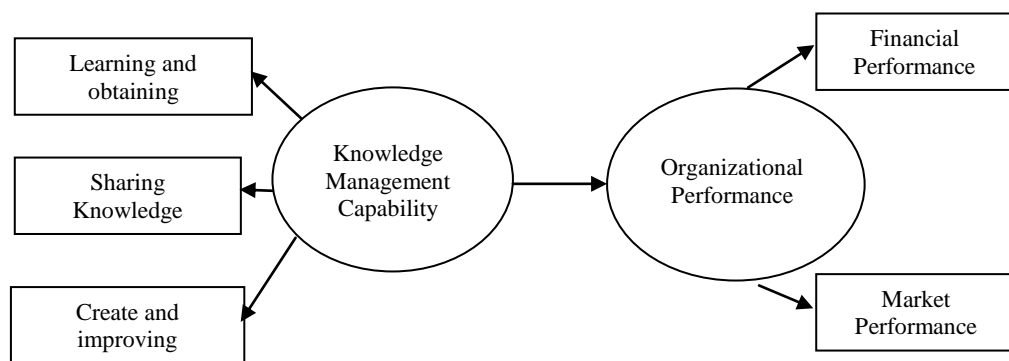 Learning and
obtaining
Sharing
Knowledge
Create and
improving
Knowledge
Management
Capability
Organizational
Performance
Financial
Performance
Market
Performance